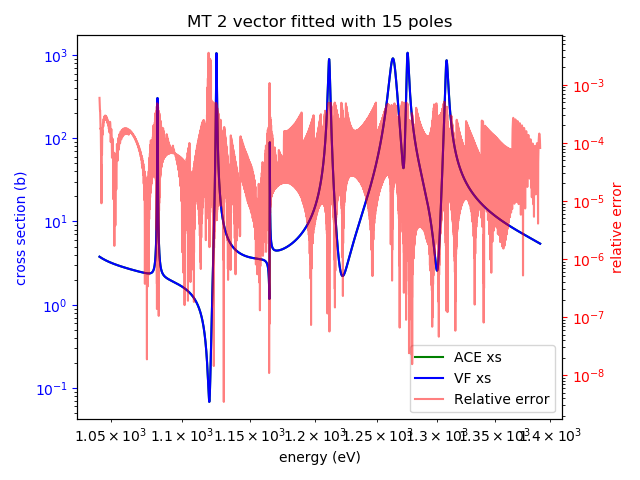 MT 2 vector fitted with 15 poles
10³
10²
10¹
10⁰
10⁻¹
cross section (b)
10⁻³
10⁻⁴
10⁻⁵
10⁻⁶
10⁻⁷
10⁻⁸
relative error
ACE xs
VF xs
Relative error
1.05 × 10³ 1.1 × 10³ 1.15 × 10³ 1.2 × 10³ 1.25 × 10³ 1.3 × 10³ 1.35 × 10³ 1.4 × 10³
energy (eV)